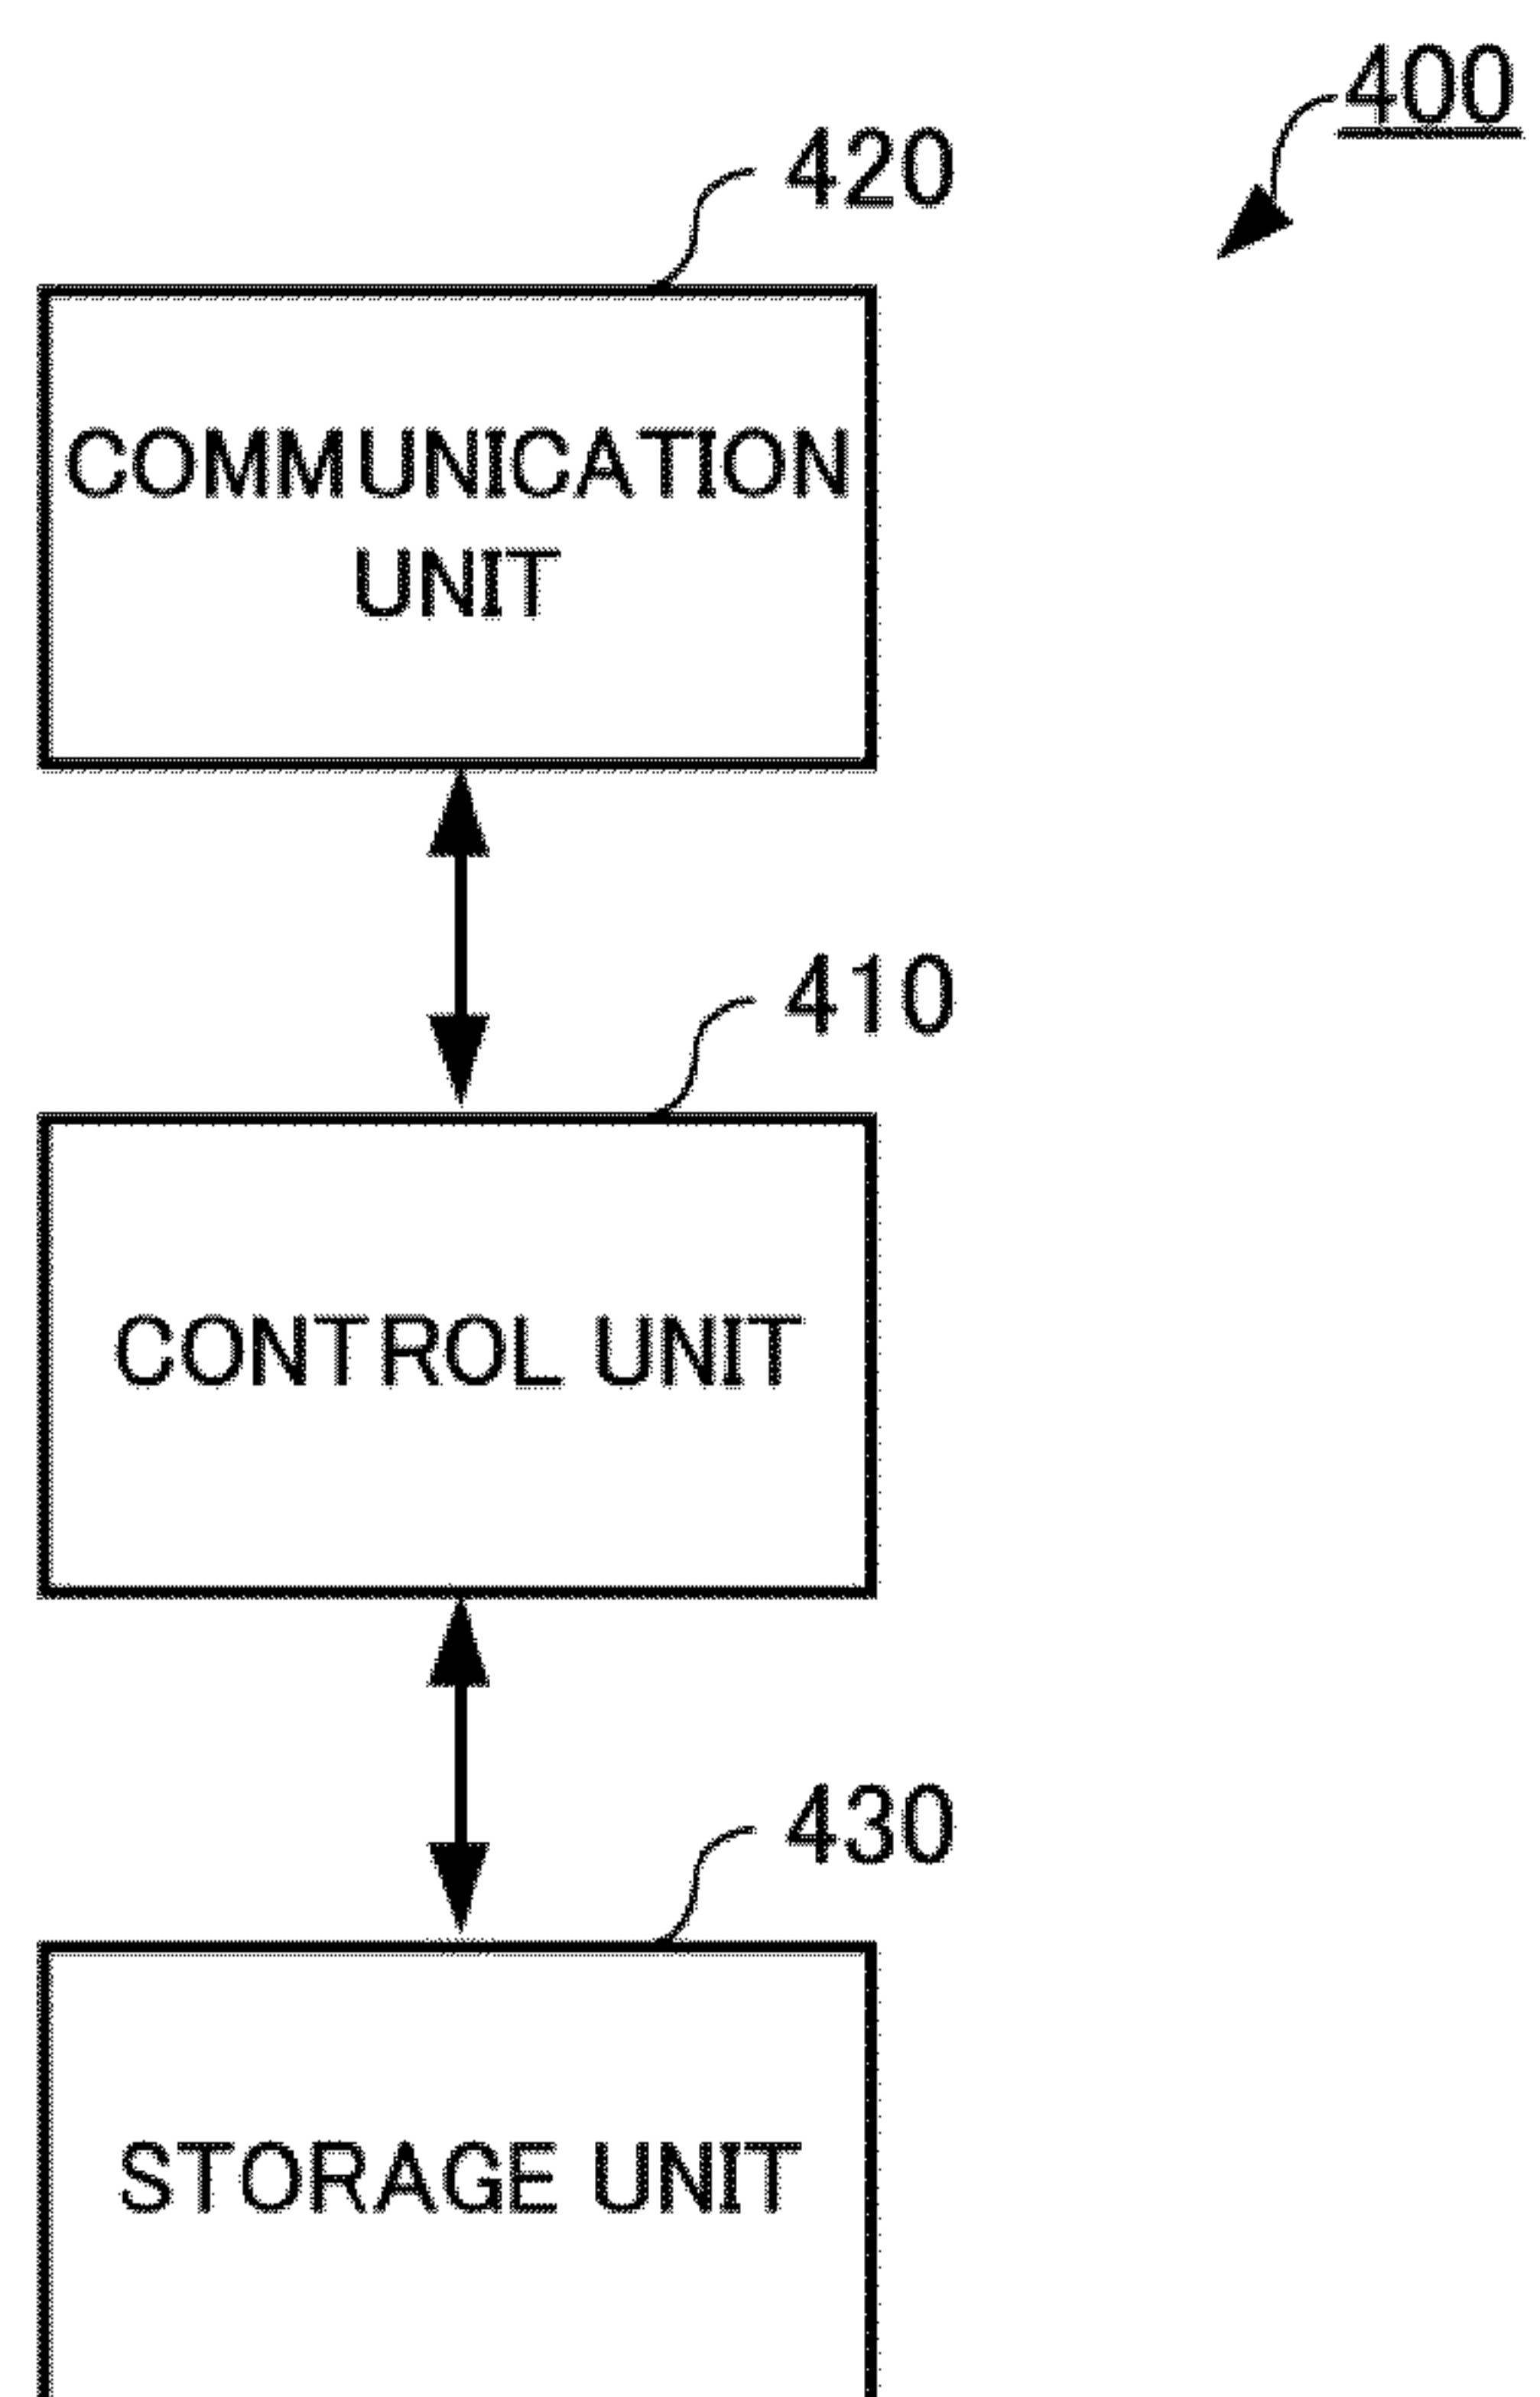 400
420
COMMUNICATION
UNIT
410
CONTROL UNIT
430
STORAGE UNIT